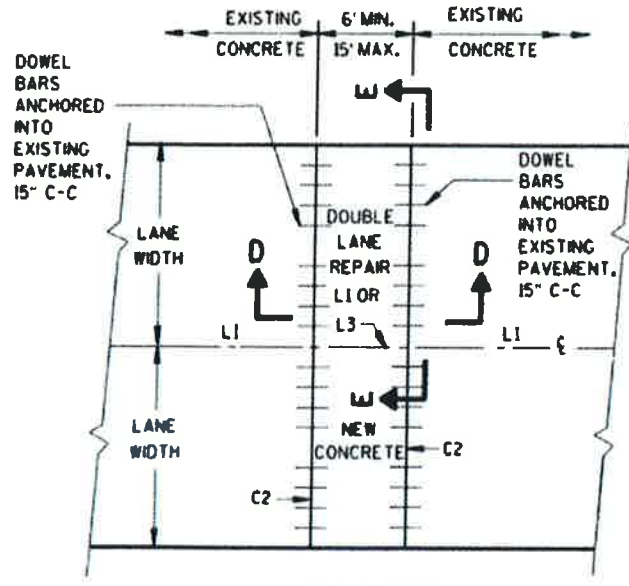 EXISTING
CONCRETE
6' MIN.
15' MAX.
EXISTING
CONCRETE
DOWEL
BARS
ANCHORED
INTO
EXISTING
PAVEMENT.
15" C-C
E
DOWEL
BARS
ANCHORED
INTO
EXISTING
PAVEMENT.
15" C-C
LANE
WIDTH
DOUBLE
LANE
REPAIR
L1 OR
L3
D
D
L1
L1 ℄
LANE
WIDTH
E
NEW
CONCRETE
C2
C2